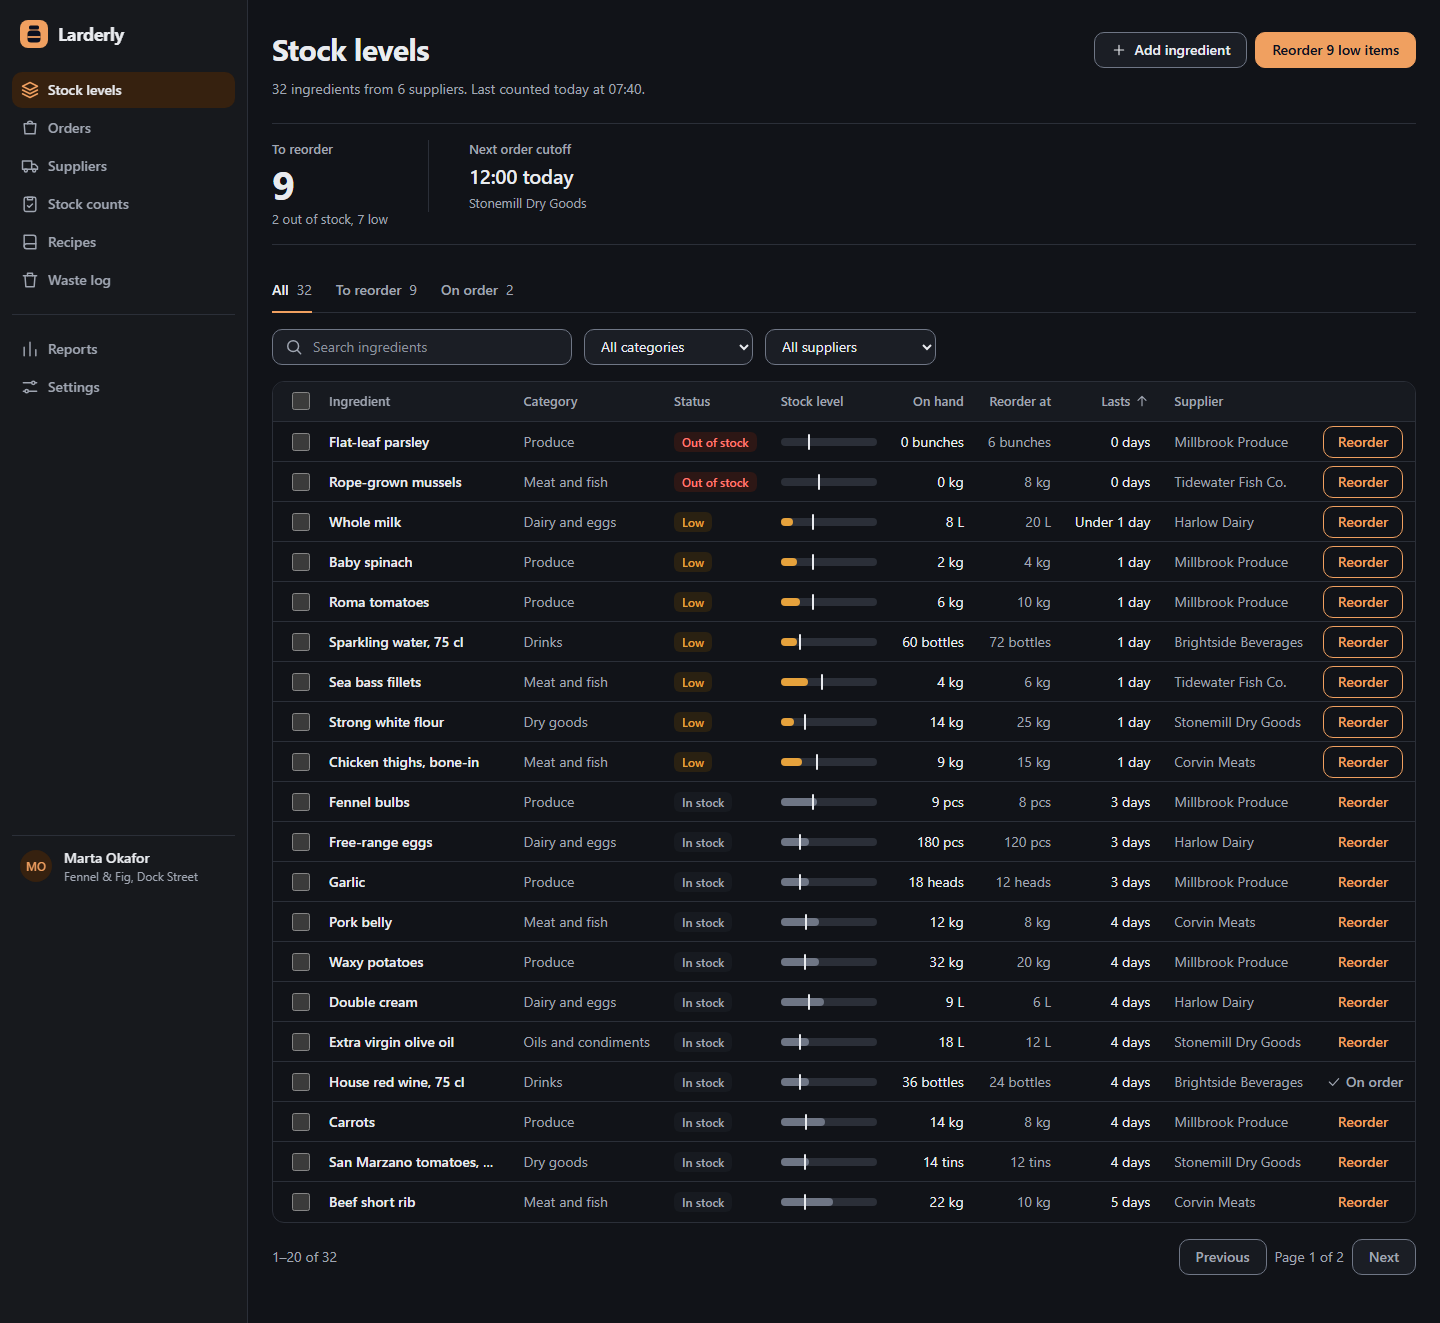 Larderly
Stock levels
Orders
Suppliers
Stock counts
Recipes
Waste log
Reports
Settings
MO
Marta Okafor
Fennel & Fig, Dock Street
Stock levels
32 ingredients from 6 suppliers. Last counted today at 07:40.
Add ingredient
Reorder 9 low items
To reorder
9
2 out of stock, 7 low
Next order cutoff
12:00 today
Stonemill Dry Goods
All 32 To reorder 9 On order 2
Search ingredients All categories All suppliers
Ingredient Category Status Stock level On hand Reorder at Lasts ↑ Supplier
Flat-leaf parsley Produce Out of stock 0 bunches 6 bunches 0 days Millbrook Produce Reorder
Rope-grown mussels Meat and fish Out of stock 0 kg 8 kg 0 days Tidewater Fish Co. Reorder
Whole milk Dairy and eggs Low 8 L 20 L Under 1 day Harlow Dairy Reorder
Baby spinach Produce Low 2 kg 4 kg 1 day Millbrook Produce Reorder
Roma tomatoes Produce Low 6 kg 10 kg 1 day Millbrook Produce Reorder
Sparkling water, 75 cl Drinks Low 60 bottles 72 bottles 1 day Brightside Beverages Reorder
Sea bass fillets Meat and fish Low 4 kg 6 kg 1 day Tidewater Fish Co. Reorder
Strong white flour Dry goods Low 14 kg 25 kg 1 day Stonemill Dry Goods Reorder
Chicken thighs, bone-in Meat and fish Low 9 kg 15 kg 1 day Corvin Meats Reorder
Fennel bulbs Produce In stock 9 pcs 8 pcs 3 days Millbrook Produce Reorder
Free-range eggs Dairy and eggs In stock 180 pcs 120 pcs 3 days Harlow Dairy Reorder
Garlic Produce In stock 18 heads 12 heads 3 days Millbrook Produce Reorder
Pork belly Meat and fish In stock 12 kg 8 kg 4 days Corvin Meats Reorder
Waxy potatoes Produce In stock 32 kg 20 kg 4 days Millbrook Produce Reorder
Double cream Dairy and eggs In stock 9 L 6 L 4 days Harlow Dairy Reorder
Extra virgin olive oil Oils and condiments In stock 18 L 12 L 4 days Stonemill Dry Goods Reorder
House red wine, 75 cl Drinks In stock 36 bottles 24 bottles 4 days Brightside Beverages On order
Carrots Produce In stock 14 kg 8 kg 4 days Millbrook Produce Reorder
San Marzano tomatoes, ... Dry goods In stock 14 tins 12 tins 4 days Stonemill Dry Goods Reorder
Beef short rib Meat and fish In stock 22 kg 10 kg 5 days Corvin Meats Reorder
1–20 of 32 Previous Page 1 of 2 Next